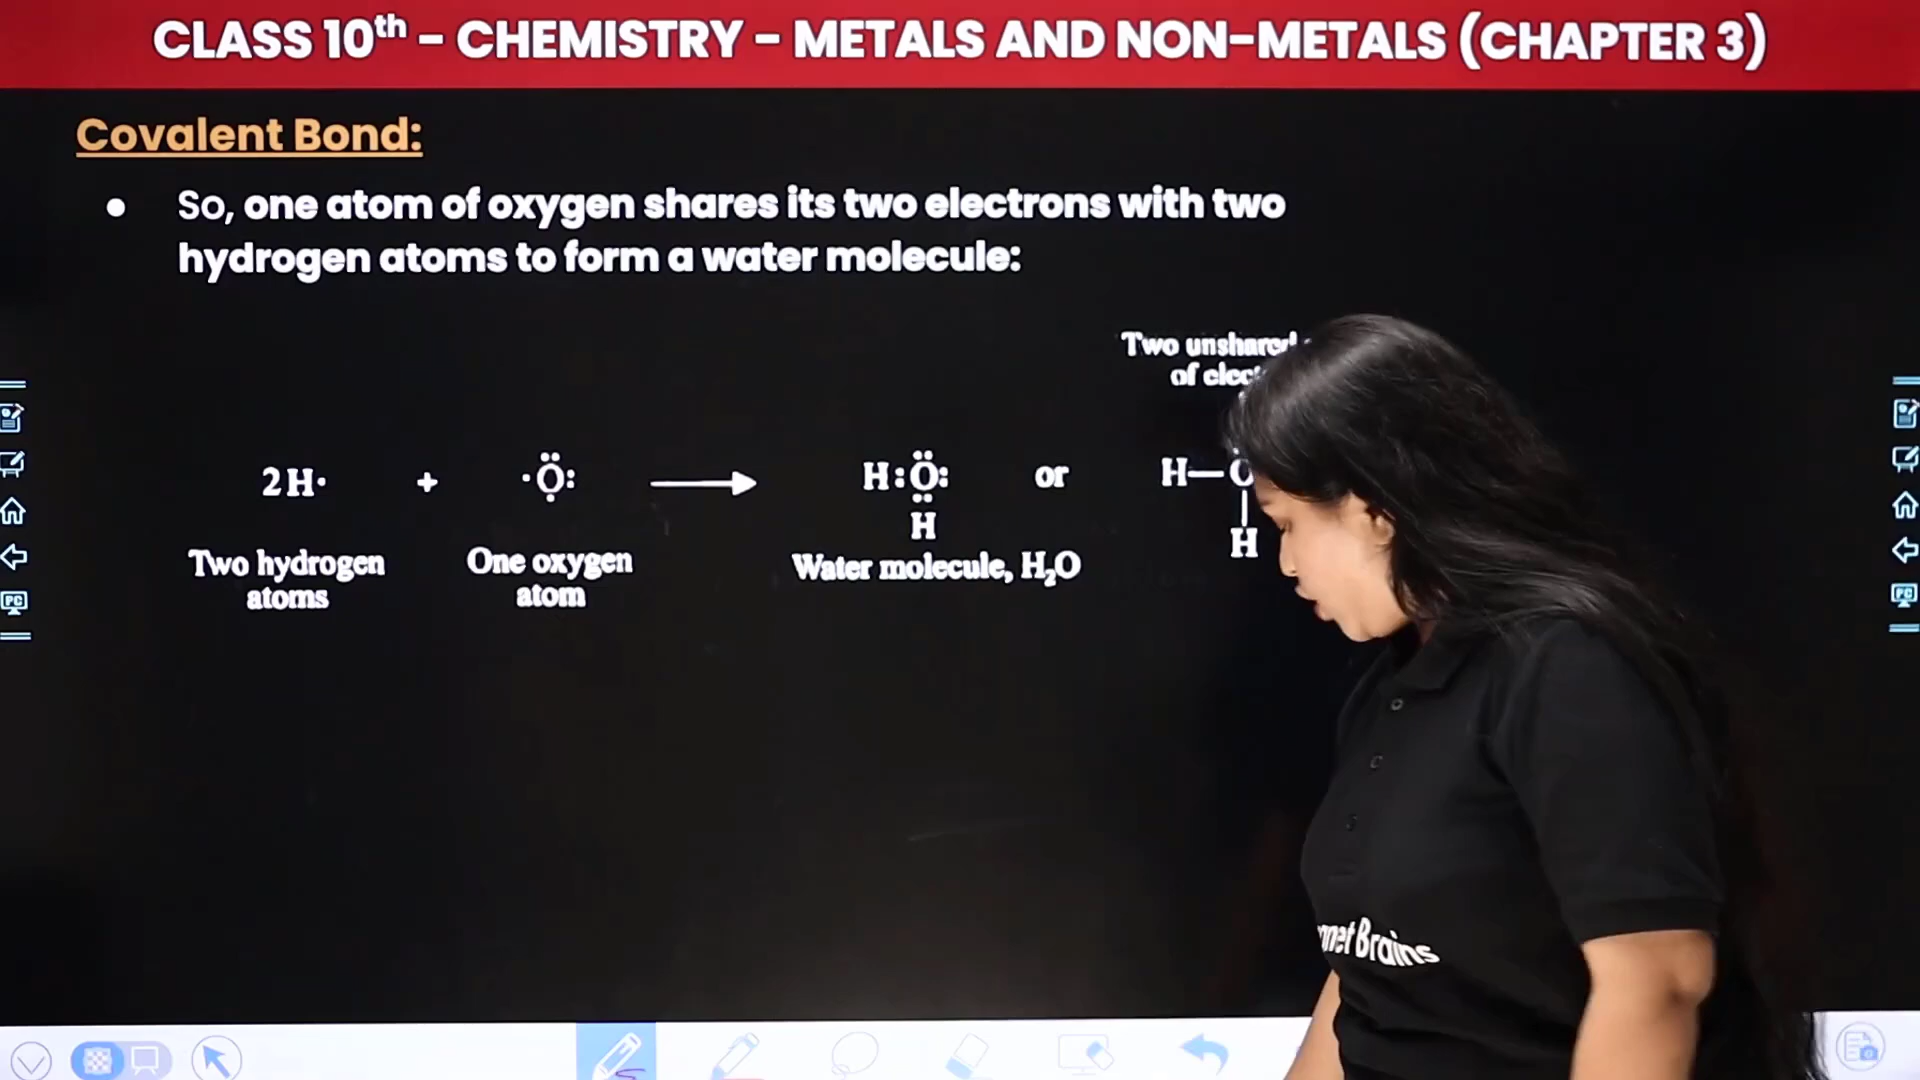 CLASS 10th - CHEMISTRY - METALS AND NON-METALS (CHAPTER 3)
Covalent Bond:
● So, one atom of oxygen shares its two electrons with two
hydrogen atoms to form a water molecule:
Two unshared
of
2H· + ·Ö: ⟶ H:Ö: or H—O
H H
Two hydrogen One oxygen Water molecule, H₂O
atoms atom
PC PC
Brains